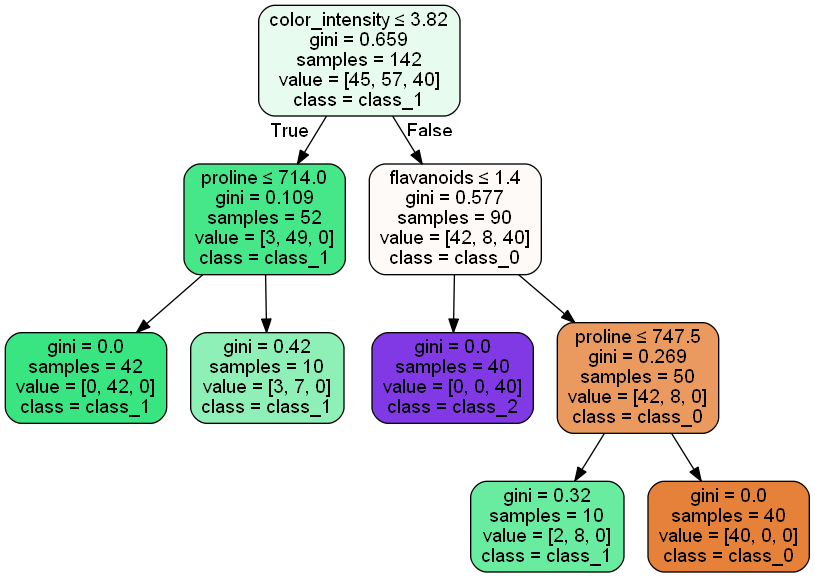 color_intensity ≤ 3.82
gini = 0.659
samples = 142
value = [45, 57, 40]
class = class_1
True
False
proline ≤ 714.0
gini = 0.109
samples = 52
value = [3, 49, 0]
class = class_1
flavanoids ≤ 1.4
gini = 0.577
samples = 90
value = [42, 8, 40]
class = class_0
gini = 0.0
samples = 42
value = [0, 42, 0]
class = class_1
gini = 0.42
samples = 10
value = [3, 7, 0]
class = class_1
gini = 0.0
samples = 40
value = [0, 0, 40]
class = class_2
proline ≤ 747.5
gini = 0.269
samples = 50
value = [42, 8, 0]
class = class_0
gini = 0.32
samples = 10
value = [2, 8, 0]
class = class_1
gini = 0.0
samples = 40
value = [40, 0, 0]
class = class_0